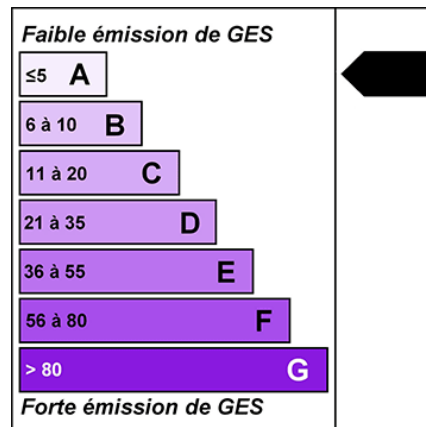 Faible émission de GES
≤5 A
6 à 10 B
11 à 20 C
21 à 35 D
36 à 55 E
56 à 80 F
> 80 G
Forte émission de GES